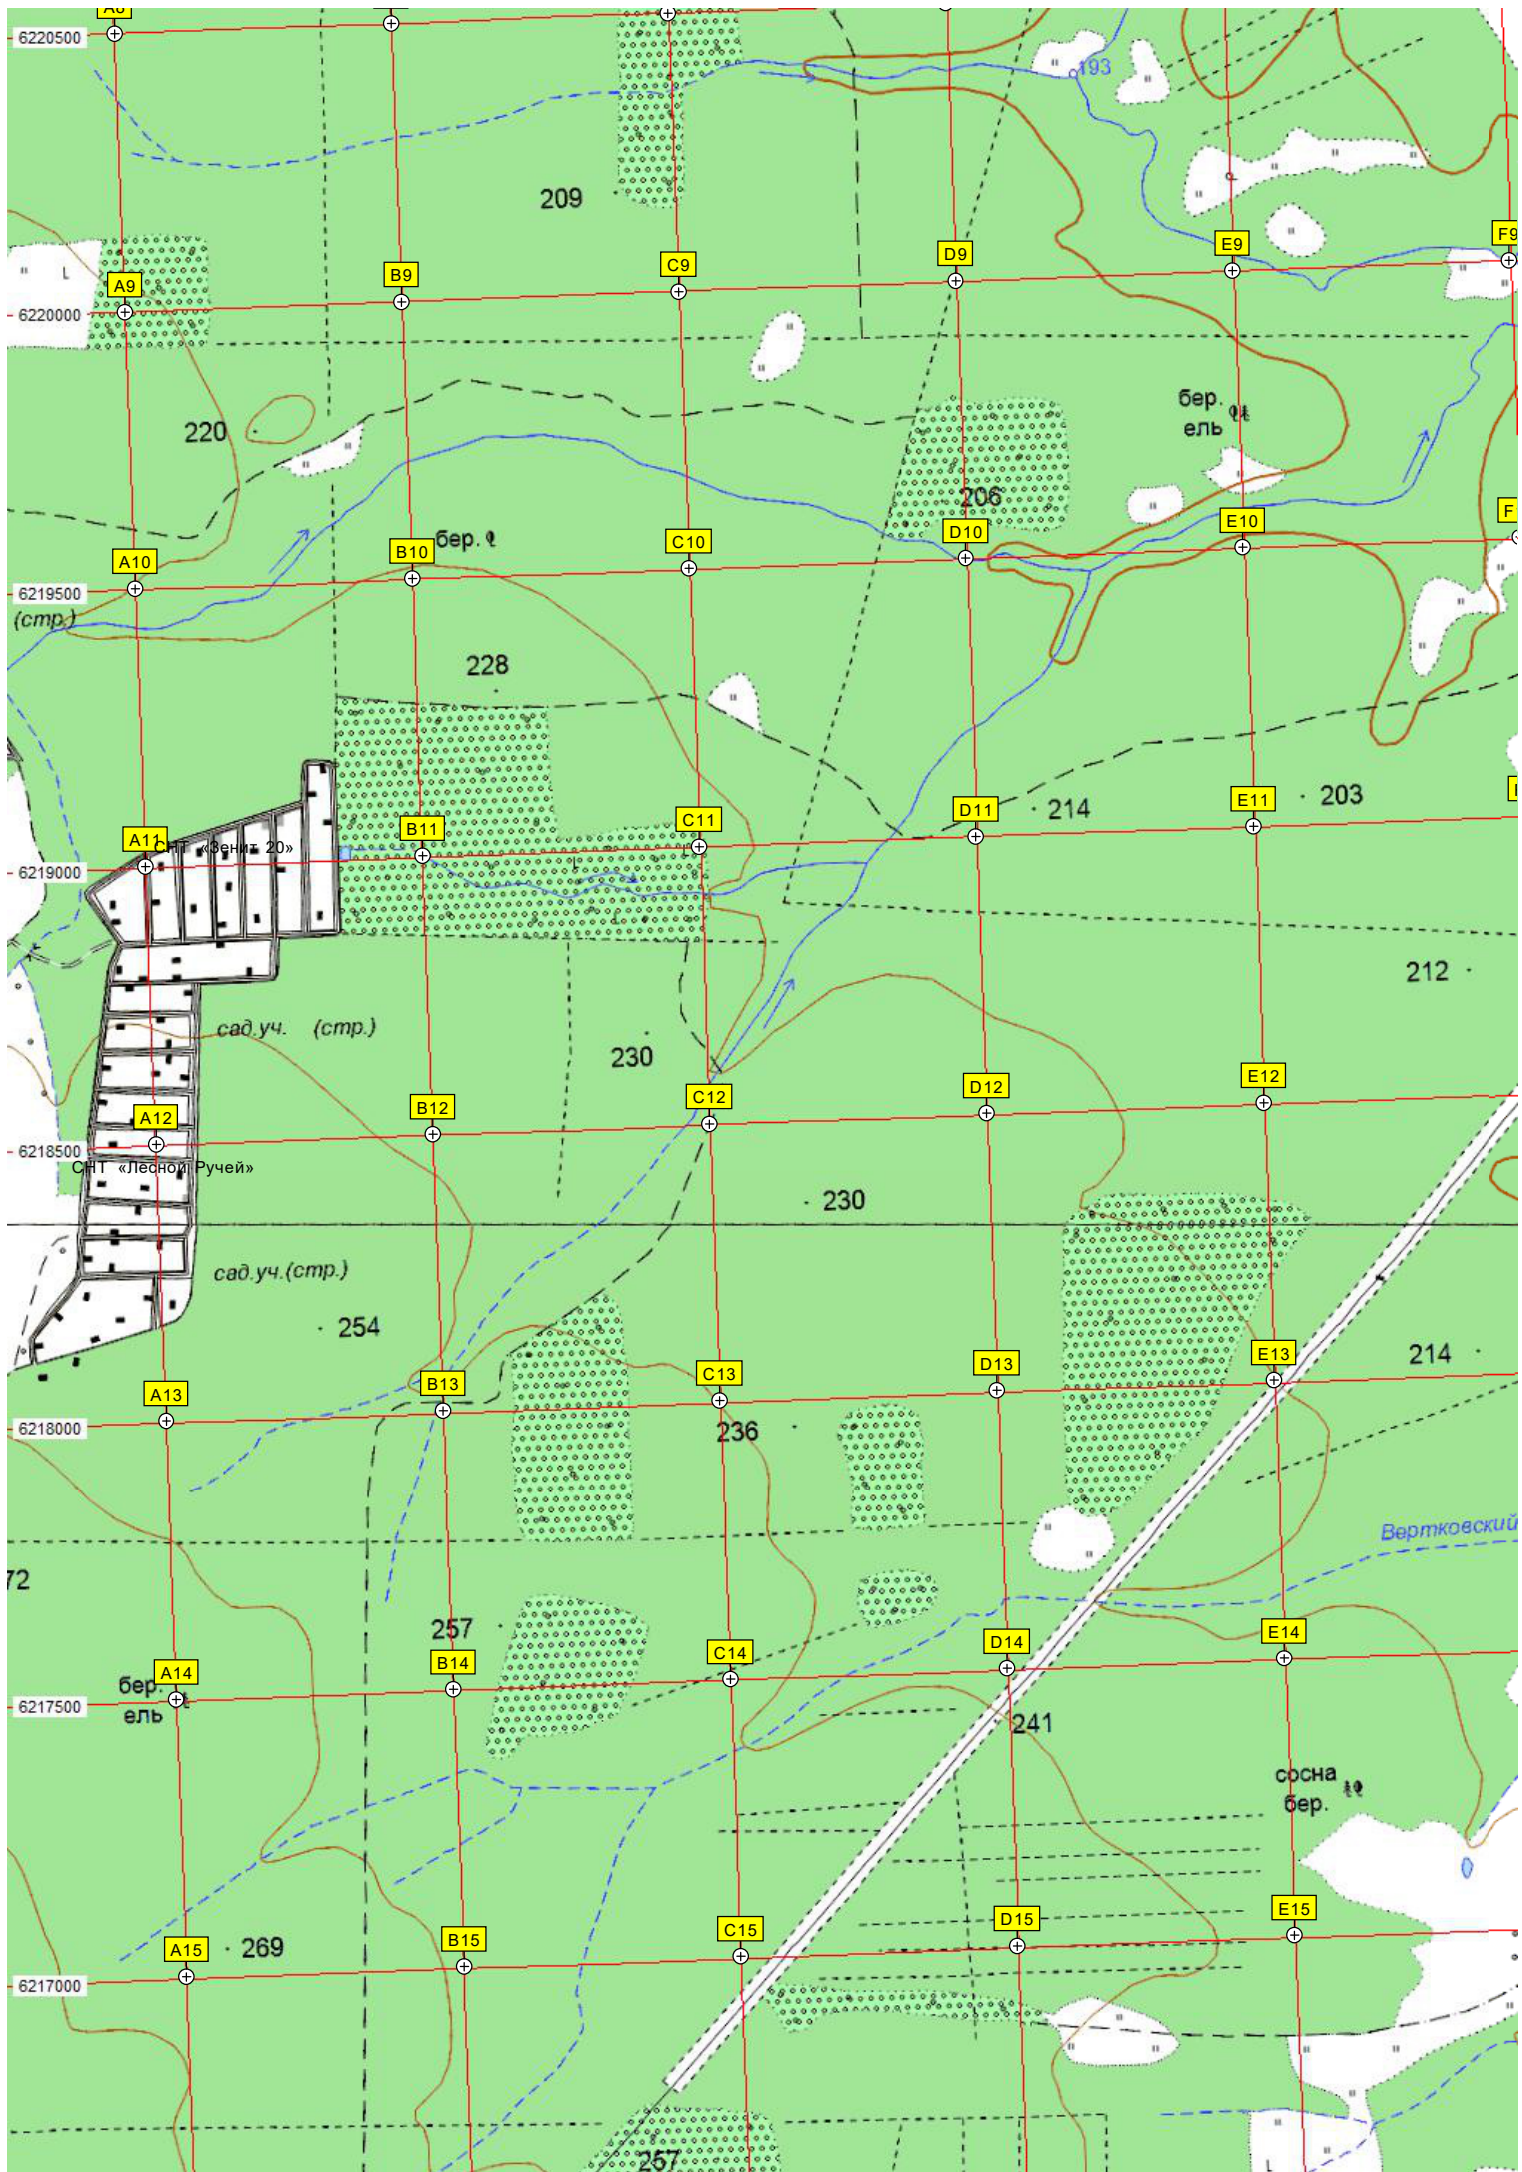 6220500
193
209
D9
E9
F9
C9
B9
A9
6220000
бер.
ель
220
206
E10
D10
C10
B10
бер.
A10
6219500
(стр.)
228
203
214
E11
D11
C11
B11
A11
СНТ «Зенит 20»
6219000
212
сад.уч. (стр.)
230
E12
D12
C12
B12
A12
6218500
СНТ «Лесной Ручей»
230
сад.уч.(стр.)
254
214
E13
D13
C13
B13
A13
6218000
236
Вертковский
72
257
E14
D14
C14
B14
A14
бер.
ель
6217500
241
сосна
бер.
E15
D15
C15
B15
A15
269
6217000
257